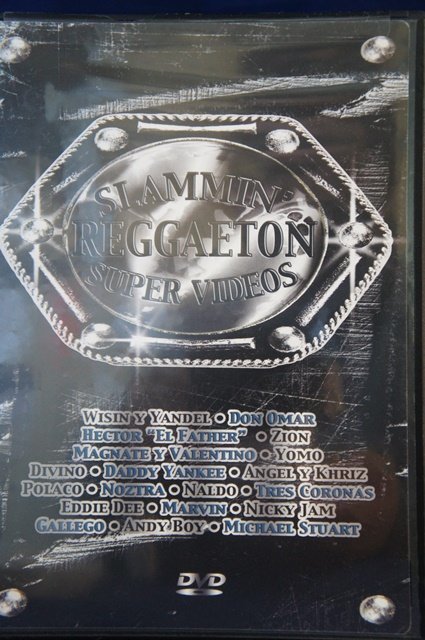 SLAMMIN'
REGGAETOÑ
SUPER VIDEOS
WISIN Y YANDEL • DON OMAR
HECTOR "EL FATHER" • ZION
MAGNATE Y VALENTINO • YOMO
DIVINO • DADDY YANKEE • ANGEL Y KHRIZ
POLACO • NOZTRA • NALDO • TRES CORONAS
EDDIE DEE • MARVIN • NICKY JAM
GALLEGO • ANDY BOY • MICHAEL STUART
DVD